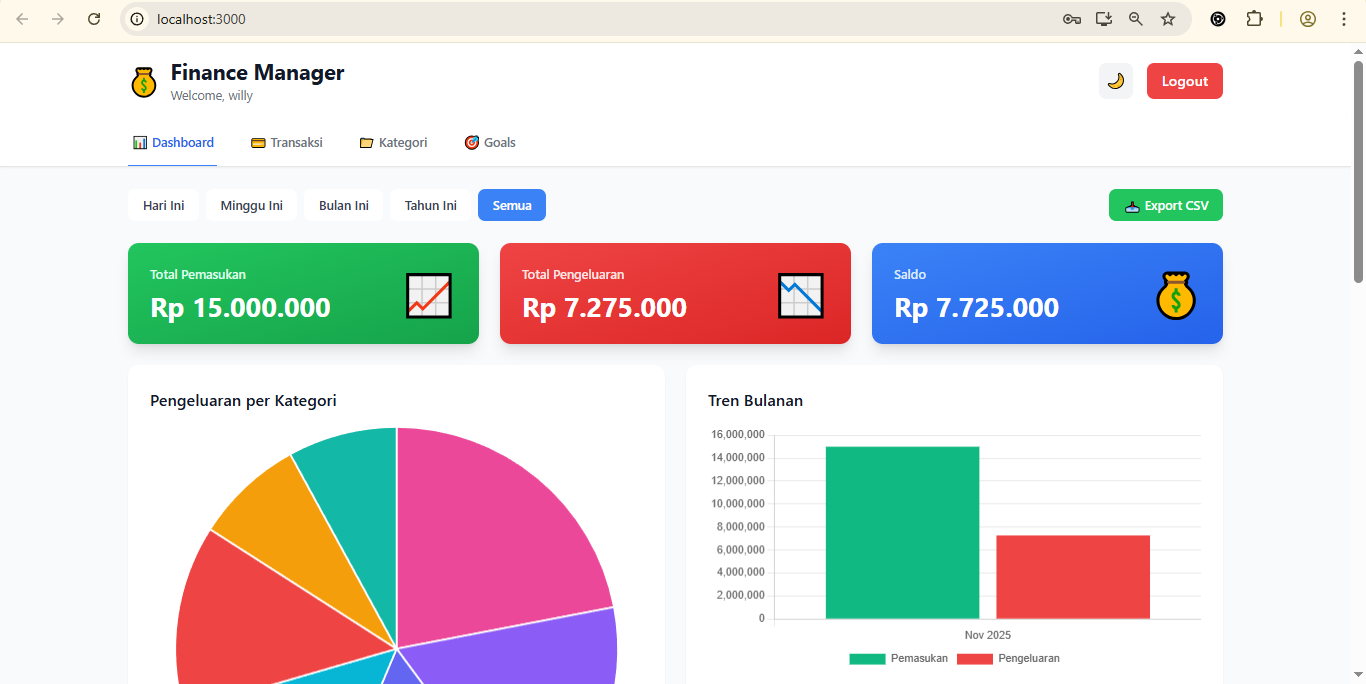 localhost:3000
Finance Manager
Welcome, willy
Logout
Dashboard
Transaksi
Kategori
Goals
Hari Ini
Minggu Ini
Bulan Ini
Tahun Ini
Semua
Export CSV
Total Pemasukan
Rp 15.000.000
Total Pengeluaran
Rp 7.275.000
Saldo
Rp 7.725.000
Pengeluaran per Kategori
Tren Bulanan
16,000,000
14,000,000
12,000,000
10,000,000
8,000,000
6,000,000
4,000,000
2,000,000
0
Nov 2025
Pemasukan
Pengeluaran